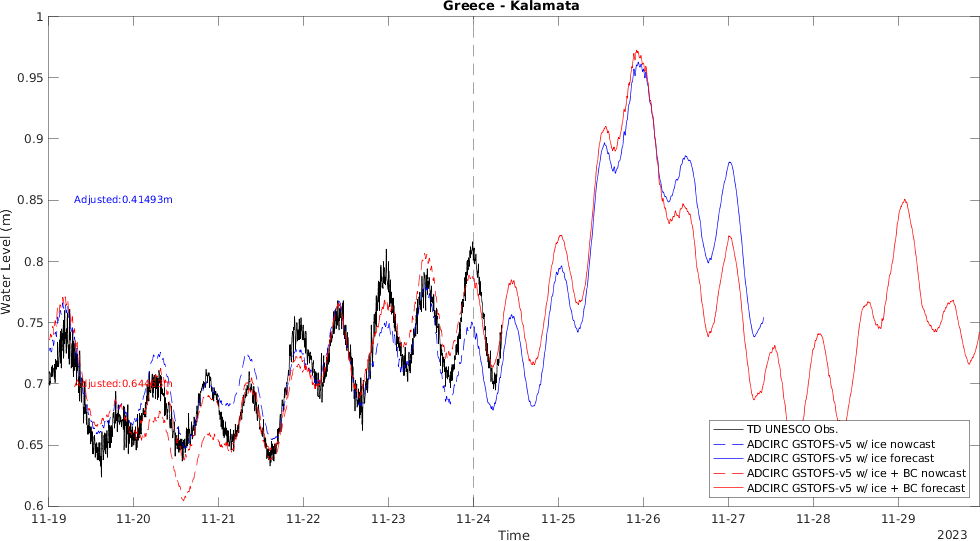 Greece - Kalamata
1
0.95
0.9
0.85
0.8
0.75
0.7
0.65
0.6
Water Level (m)
Adjusted:0.41493m
TD UNESCO Obs.
ADCIRC GSTOFS-v5 w/ ice nowcast
ADCIRC GSTOFS-v5 w/ ice forecast
ADCIRC GSTOFS-v5 w/ ice + BC nowcast
ADCIRC GSTOFS-v5 w/ ice + BC forecast
11-19 11-20 11-21 11-22 11-23 11-24 11-25 11-26 11-27 11-28 11-29
Time
2023